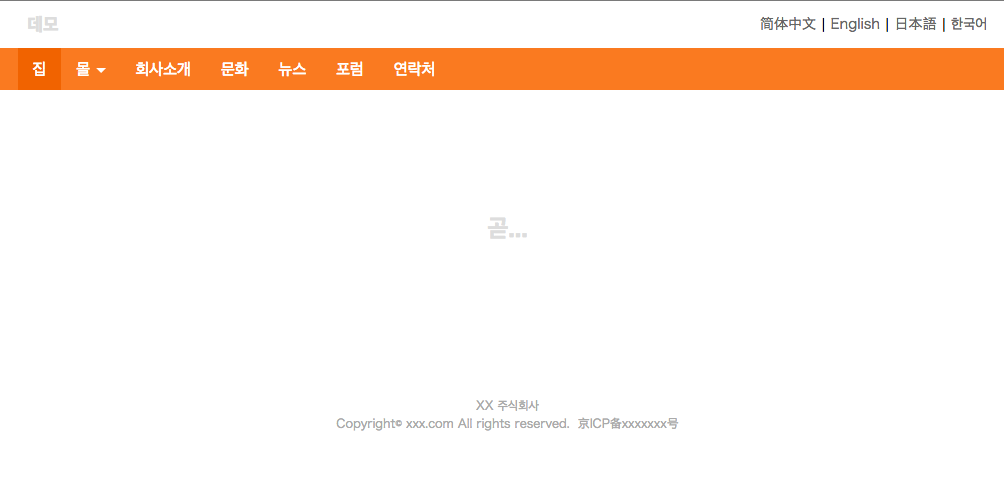 데모
简体中文 | English | 日本語 | 한국어
집 몰 회사소개 문화 뉴스 포럼 연락처
곧...
XX 주식회사
Copyright© xxx.com All rights reserved. 京ICP备xxxxxxx号